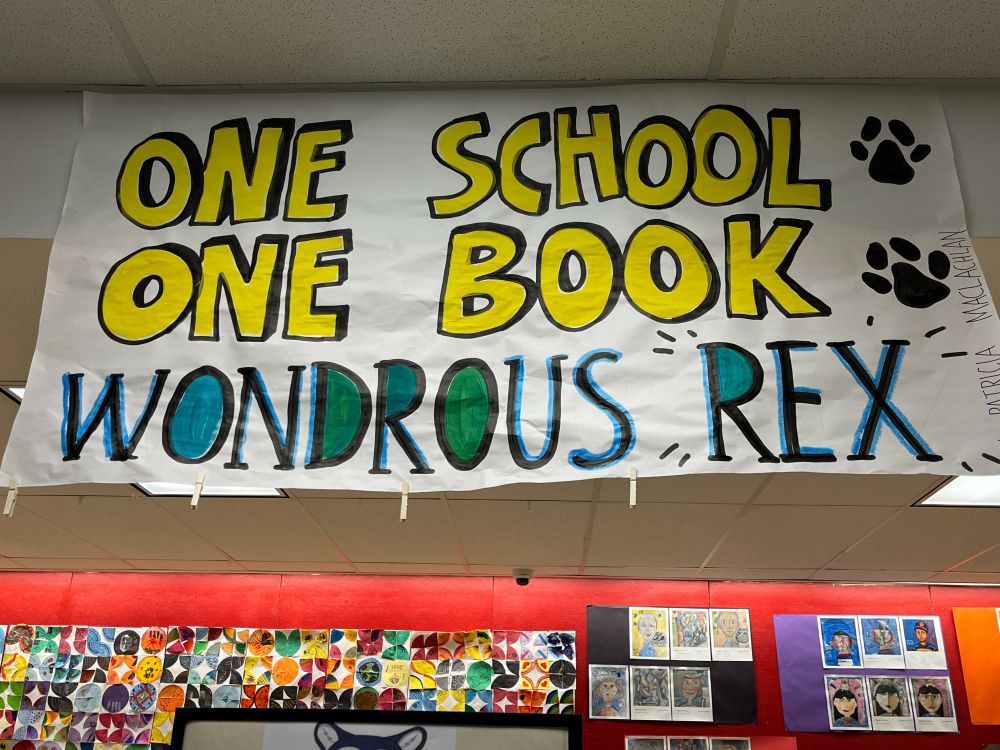 ONE SCHOOL
ONE BOOK
WONDROUS REX
PATRICIA MACLACHLAN